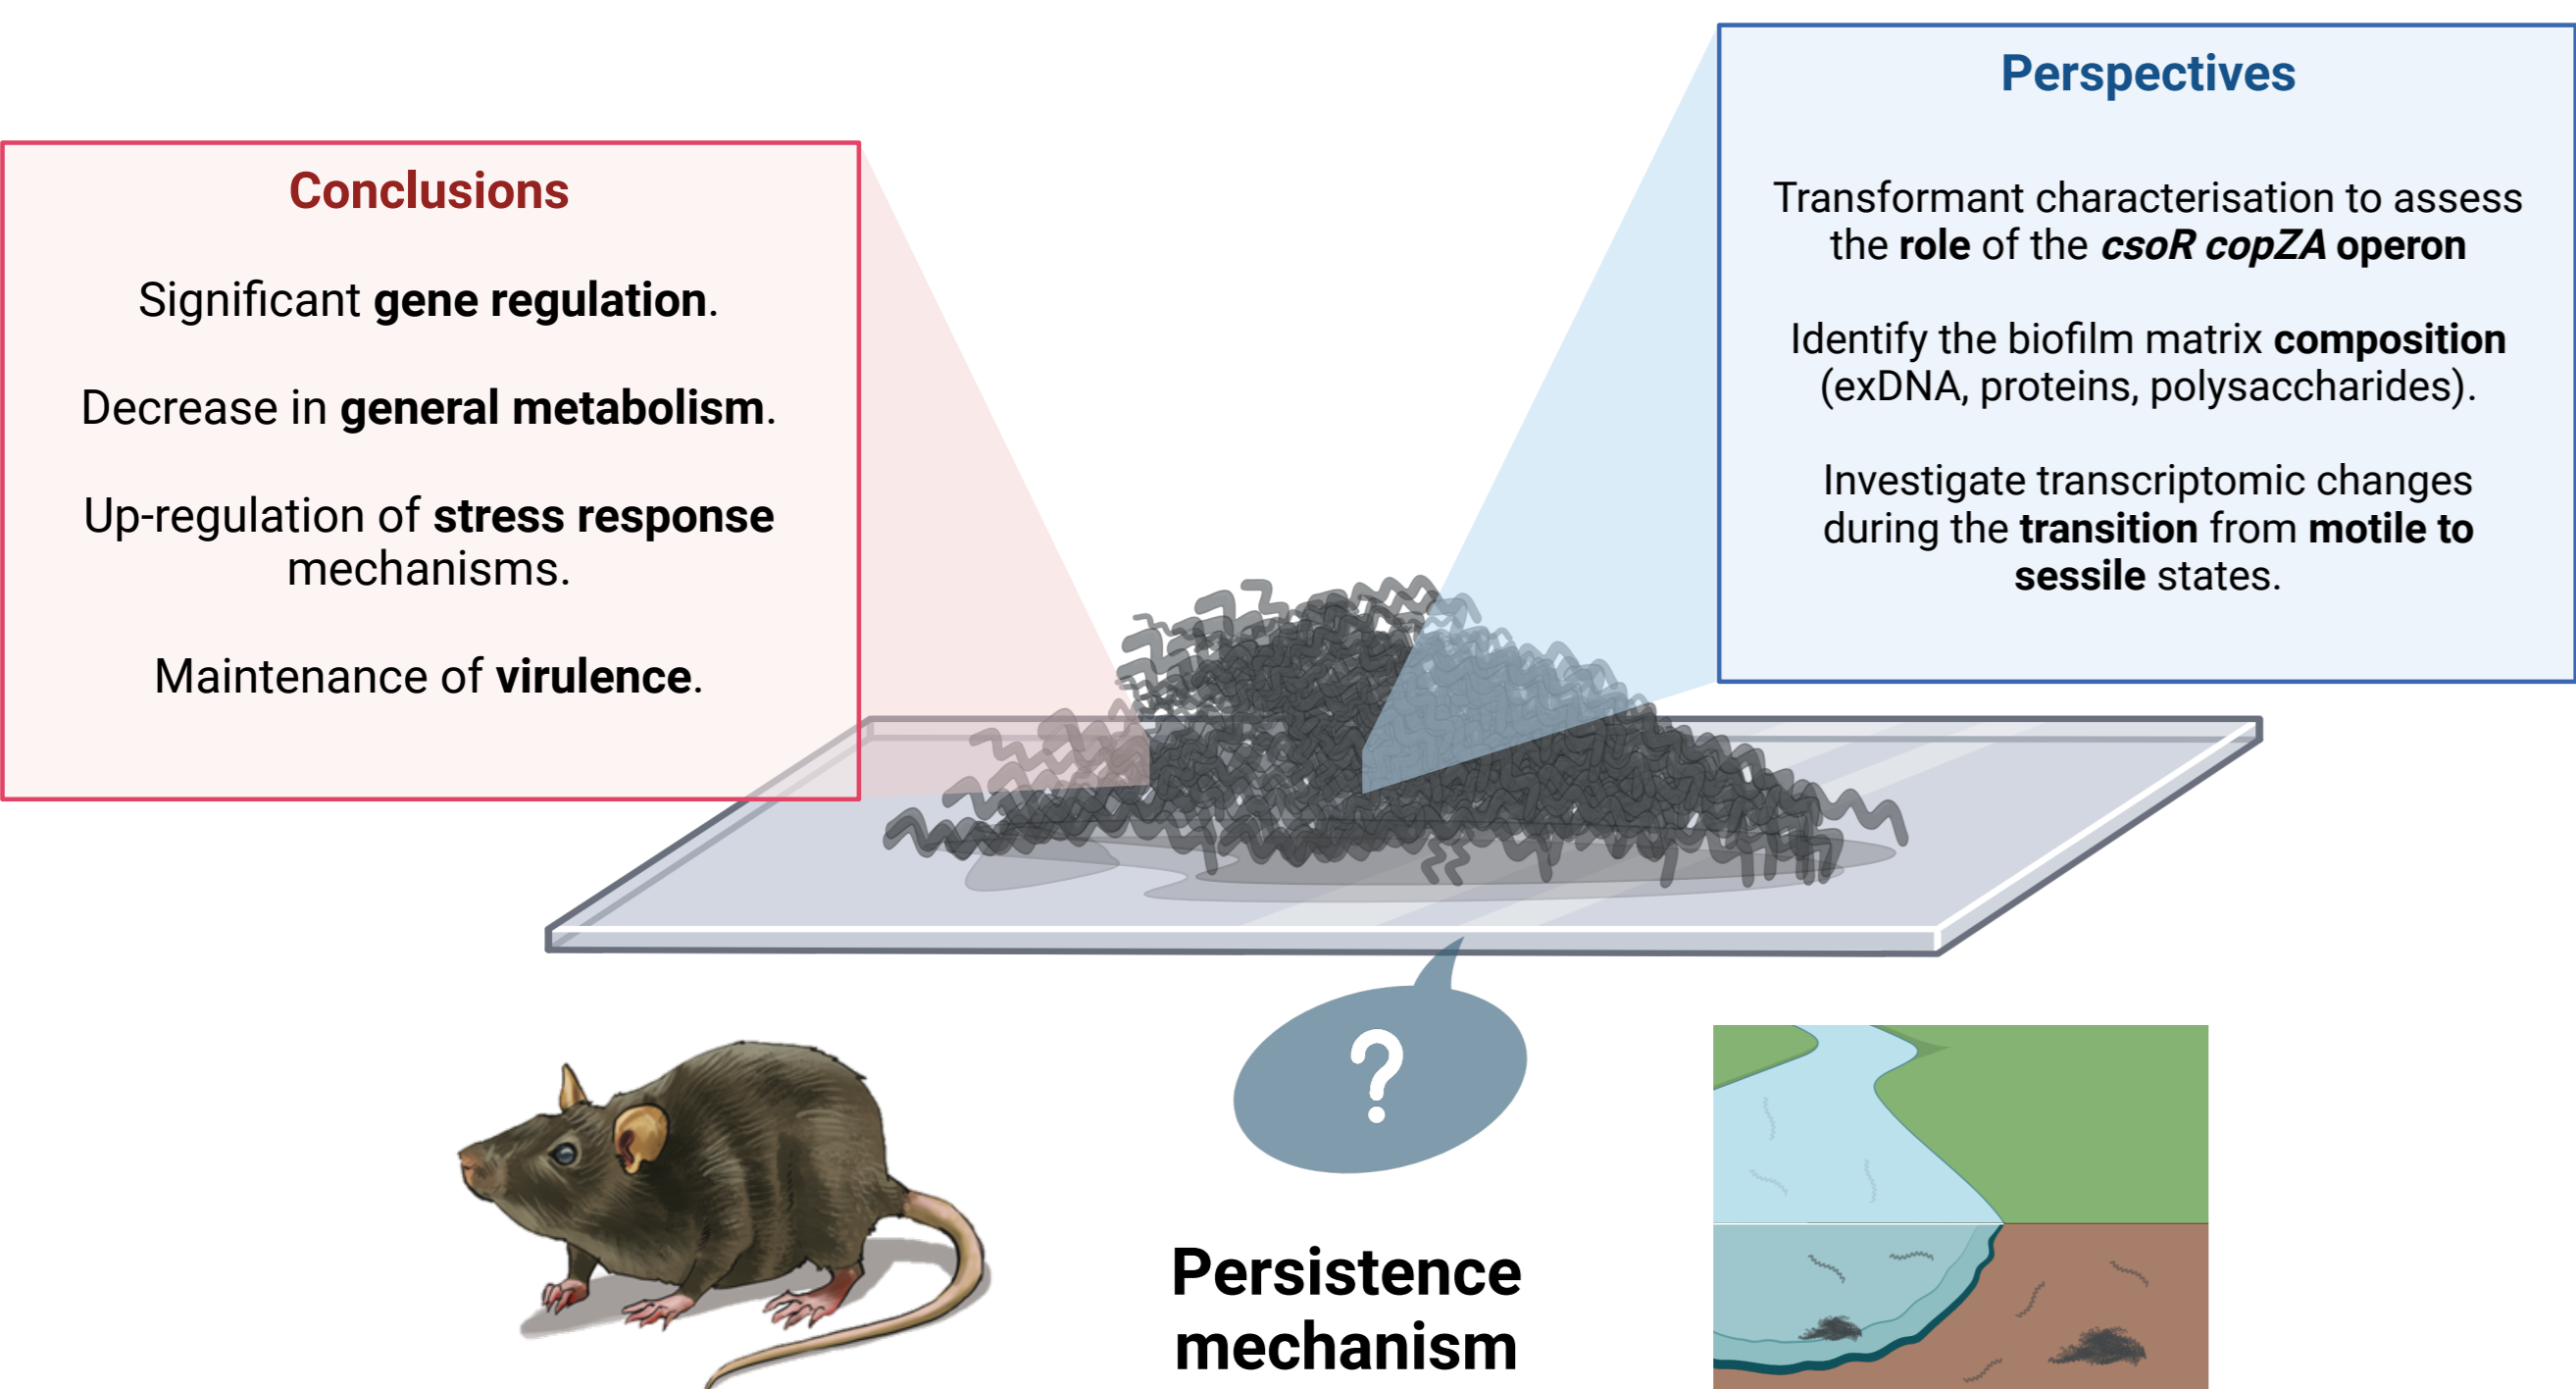 Conclusions
Significant gene regulation.
Decrease in general metabolism.
Up-regulation of stress response
mechanisms.
Maintenance of virulence.
Perspectives
Transformant characterisation to assess
the role of the csoR copZA operon
Identify the biofilm matrix composition
(exDNA, proteins, polysaccharides).
Investigate transcriptomic changes
during the transition from motile to
sessile states.
?
Persistence
mechanism